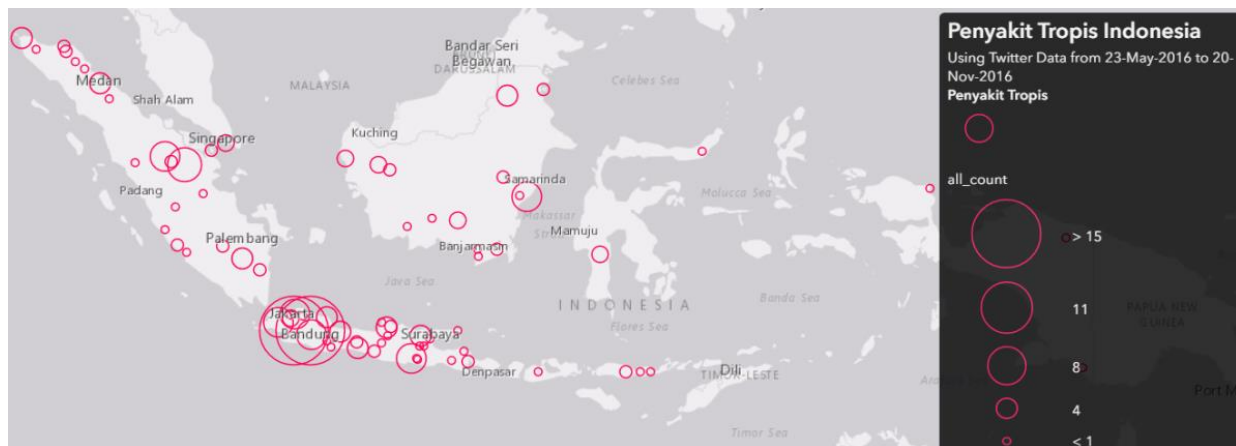 Bandar Seri
Begawan
BRUNEI
DARUSSALAM
Celebes Sea
MALAYSIA
Medan
Shah Alam
Singapore
Kuching
Padang
Samarinda
Malucca Sea
Makassar
Strait
Mamuju
Palembang
Banjarmasin
Jakarta
Java Sea
INDONESIA
Banda Sea
Bandung
Surabaya
Flores Sea
Denpasar
Dili
TIMOR-LESTE
Timor Sea
Penyakit Tropis Indonesia
Using Twitter Data from 23-May-2016 to 20-
Nov-2016
Penyakit Tropis
all_count
> 15
11
PAPUA NEW
GUINEA
8
4
< 1
Port M